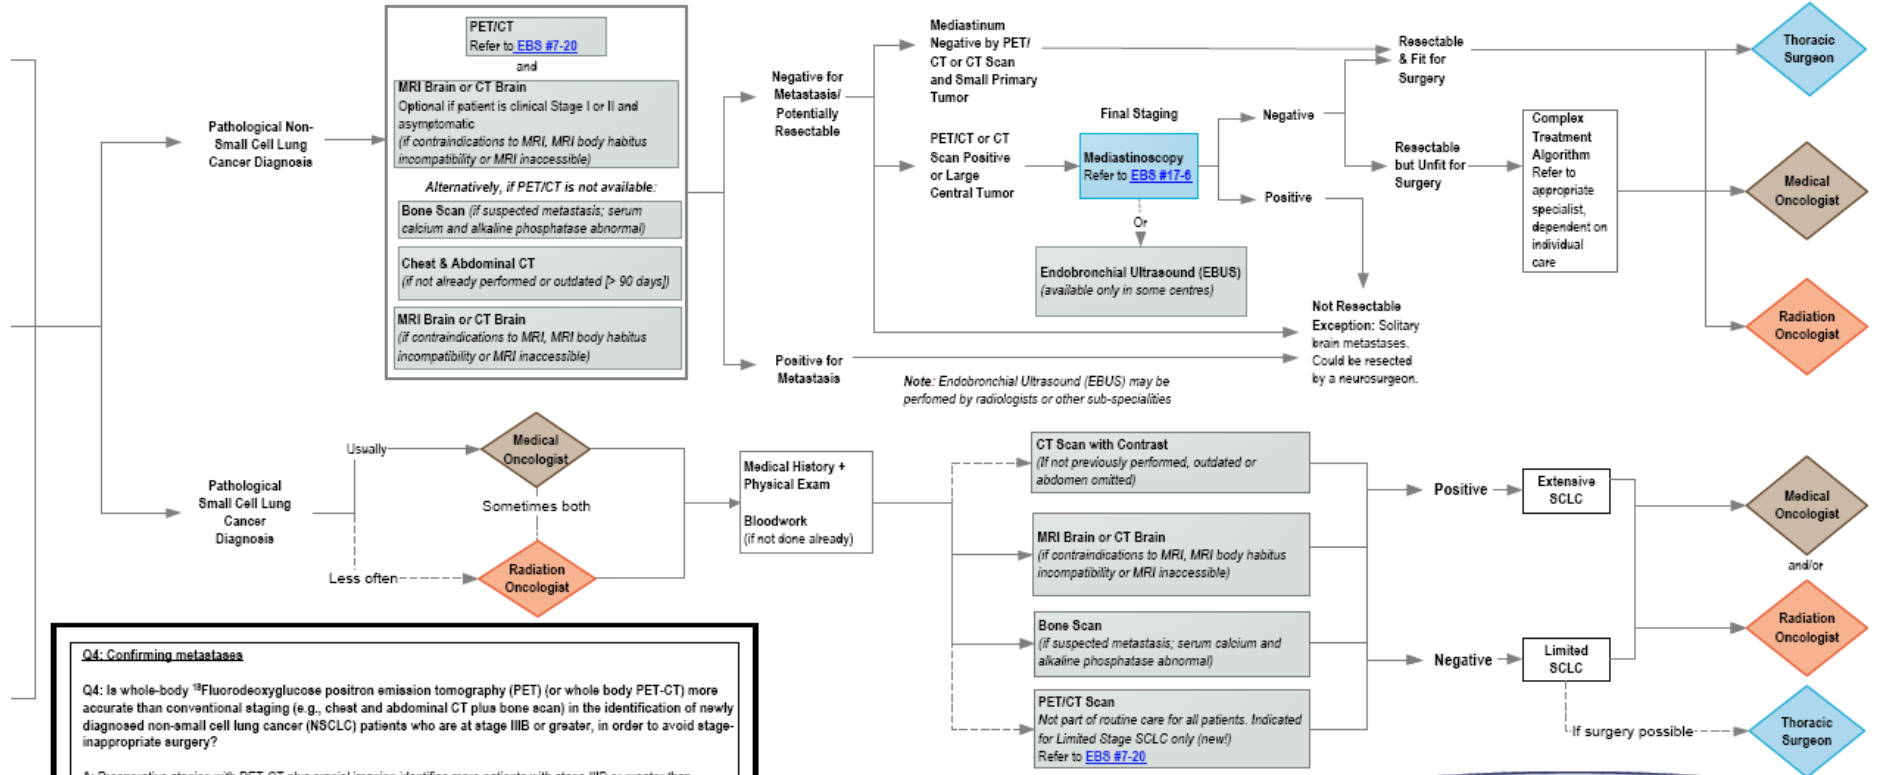 PET/CT
Refer to EBS #7-20
and
MRI Brain or CT Brain
Optional if patient is clinical Stage I or II and
asymptomatic
(if contraindications to MRI, MRI body habitus
incompatibility or MRI inaccessible)
Alternatively, if PET/CT is not available:
Bone Scan (if suspected metastasis; serum
calcium and alkaline phosphatase abnormal)
Chest & Abdominal CT
(if not already performed or outdated [> 90 days])
MRI Brain or CT Brain
(if contraindications to MRI, MRI body habitus
incompatibility or MRI inaccessible)
Pathological Non-
Small Cell Lung
Cancer Diagnosis
Negative for
Metastasis/
Potentially
Resectable
Positive for
Metastasis
Mediastinum
Negative by PET/
CT or CT Scan
and Small Primary
Tumor
PET/CT or CT
Scan Positive
or Large
Central Tumor
Final Staging
Mediastinoscopy
Refer to EBS #17-6
Or
Endobronchial Ultrasound (EBUS)
(available only in some centres)
Note: Endobronchial Ultrasound (EBUS) may be
perfomed by radiologists or other sub-specialities
Negative
Positive
Resectable
& Fit for
Surgery
Resectable
but Unfit for
Surgery
Not Resectable
Exception: Solitary
brain metastases.
Could be resected
by a neurosurgeon.
Complex
Treatment
Algorithm
Refer to
appropriate
specialist,
dependent on
individual
care
Thoracic
Surgeon
Medical
Oncologist
Radiation
Oncologist
Pathological
Small Cell Lung
Cancer
Diagnosis
Usually
Less often
Medical
Oncologist
Sometimes both
Radiation
Oncologist
Medical History +
Physical Exam
Bloodwork
(if not done already)
CT Scan with Contrast
(If not previously performed, outdated or
abdomen omitted)
MRI Brain or CT Brain
(if contraindications to MRI, MRI body habitus
incompatibility or MRI inaccessible)
Bone Scan
(if suspected metastasis; serum calcium and
alkaline phosphatase abnormal)
PET/CT Scan
Not part of routine care for all patients. Indicated
for Limited Stage SCLC only (new!)
Refer to EBS #7-20
Positive
Negative
Extensive
SCLC
Limited
SCLC
If surgery possible
Medical
Oncologist
and/or
Radiation
Oncologist
Thoracic
Surgeon
Q4: Confirming metastases
Q4: Is whole-body ¹⁸Fluorodeoxyglucose positron emission tomography (PET) (or whole body PET-CT) more
accurate than conventional staging (e.g., chest and abdominal CT plus bone scan) in the identification of newly
diagnosed non-small cell lung cancer (NSCLC) patients who are at stage IIIB or greater, in order to avoid stage-
inappropriate surgery?